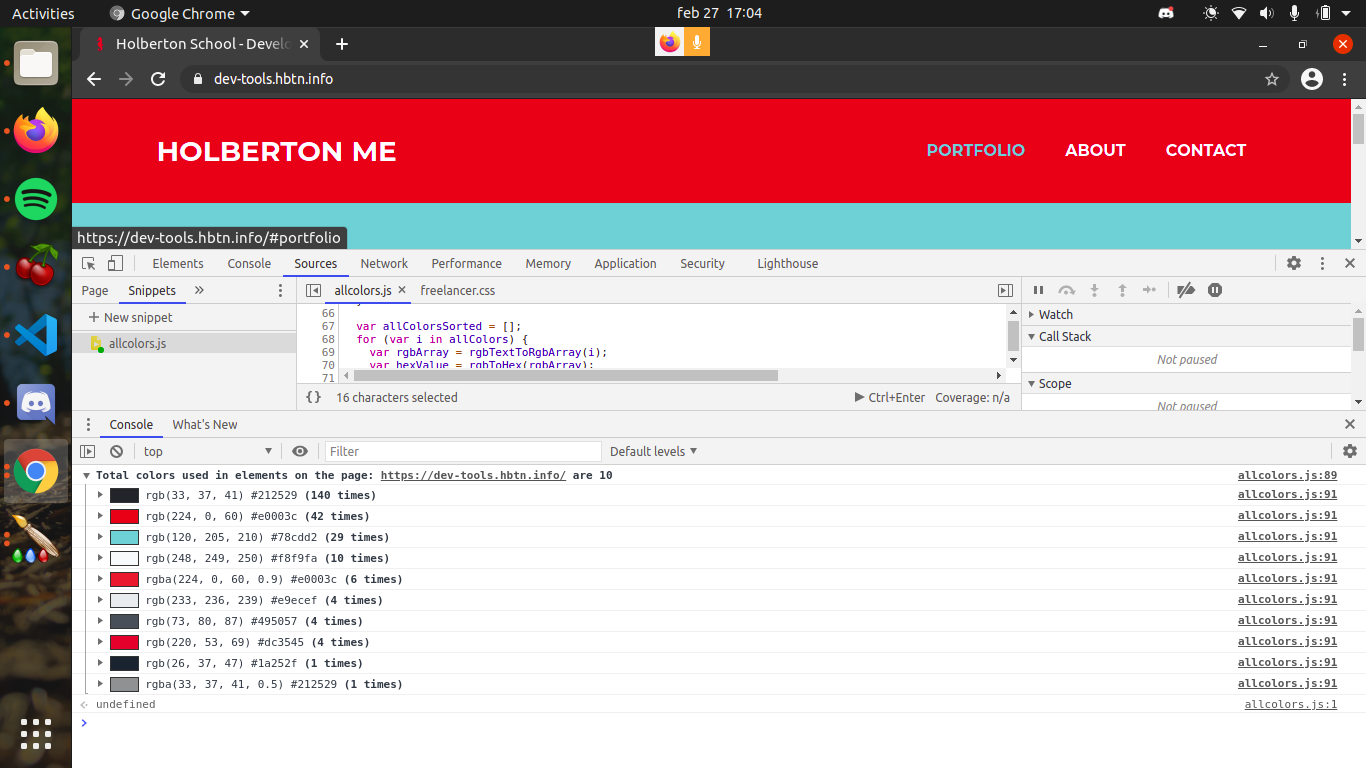 Activities Google Chrome feb 27 17:04
Holberton School - Develo
dev-tools.hbtn.info
HOLBERTON ME PORTFOLIO ABOUT CONTACT
https://dev-tools.hbtn.info/#portfolio
Elements Console Sources Network Performance Memory Application Security Lighthouse
Page Snippets » allcolors.js freelancer.css
+ New snippet
allcolors.js
66
67 var allColorsSorted = [];
68 for (var i in allColors) {
69 var rgbArray = rgbTextToRgbArray(i);
70 var hexValue = rgbToHex(rgbArray);
71
{} 16 characters selected Ctrl+Enter Coverage: n/a
Watch
Call Stack
Not paused
Scope
Not paused
Console What's New
top Filter Default levels
Total colors used in elements on the page: https://dev-tools.hbtn.info/ are 10 allcolors.js:89
rgb(33, 37, 41) #212529 (140 times) allcolors.js:91
rgb(224, 0, 60) #e0003c (42 times) allcolors.js:91
rgb(120, 205, 210) #78cdd2 (29 times) allcolors.js:91
rgb(248, 249, 250) #f8f9fa (10 times) allcolors.js:91
rgba(224, 0, 60, 0.9) #e0003c (6 times) allcolors.js:91
rgb(233, 236, 239) #e9ecef (4 times) allcolors.js:91
rgb(73, 80, 87) #495057 (4 times) allcolors.js:91
rgb(220, 53, 69) #dc3545 (4 times) allcolors.js:91
rgb(26, 37, 47) #1a252f (1 times) allcolors.js:91
rgba(33, 37, 41, 0.5) #212529 (1 times) allcolors.js:91
undefined allcolors.js:1